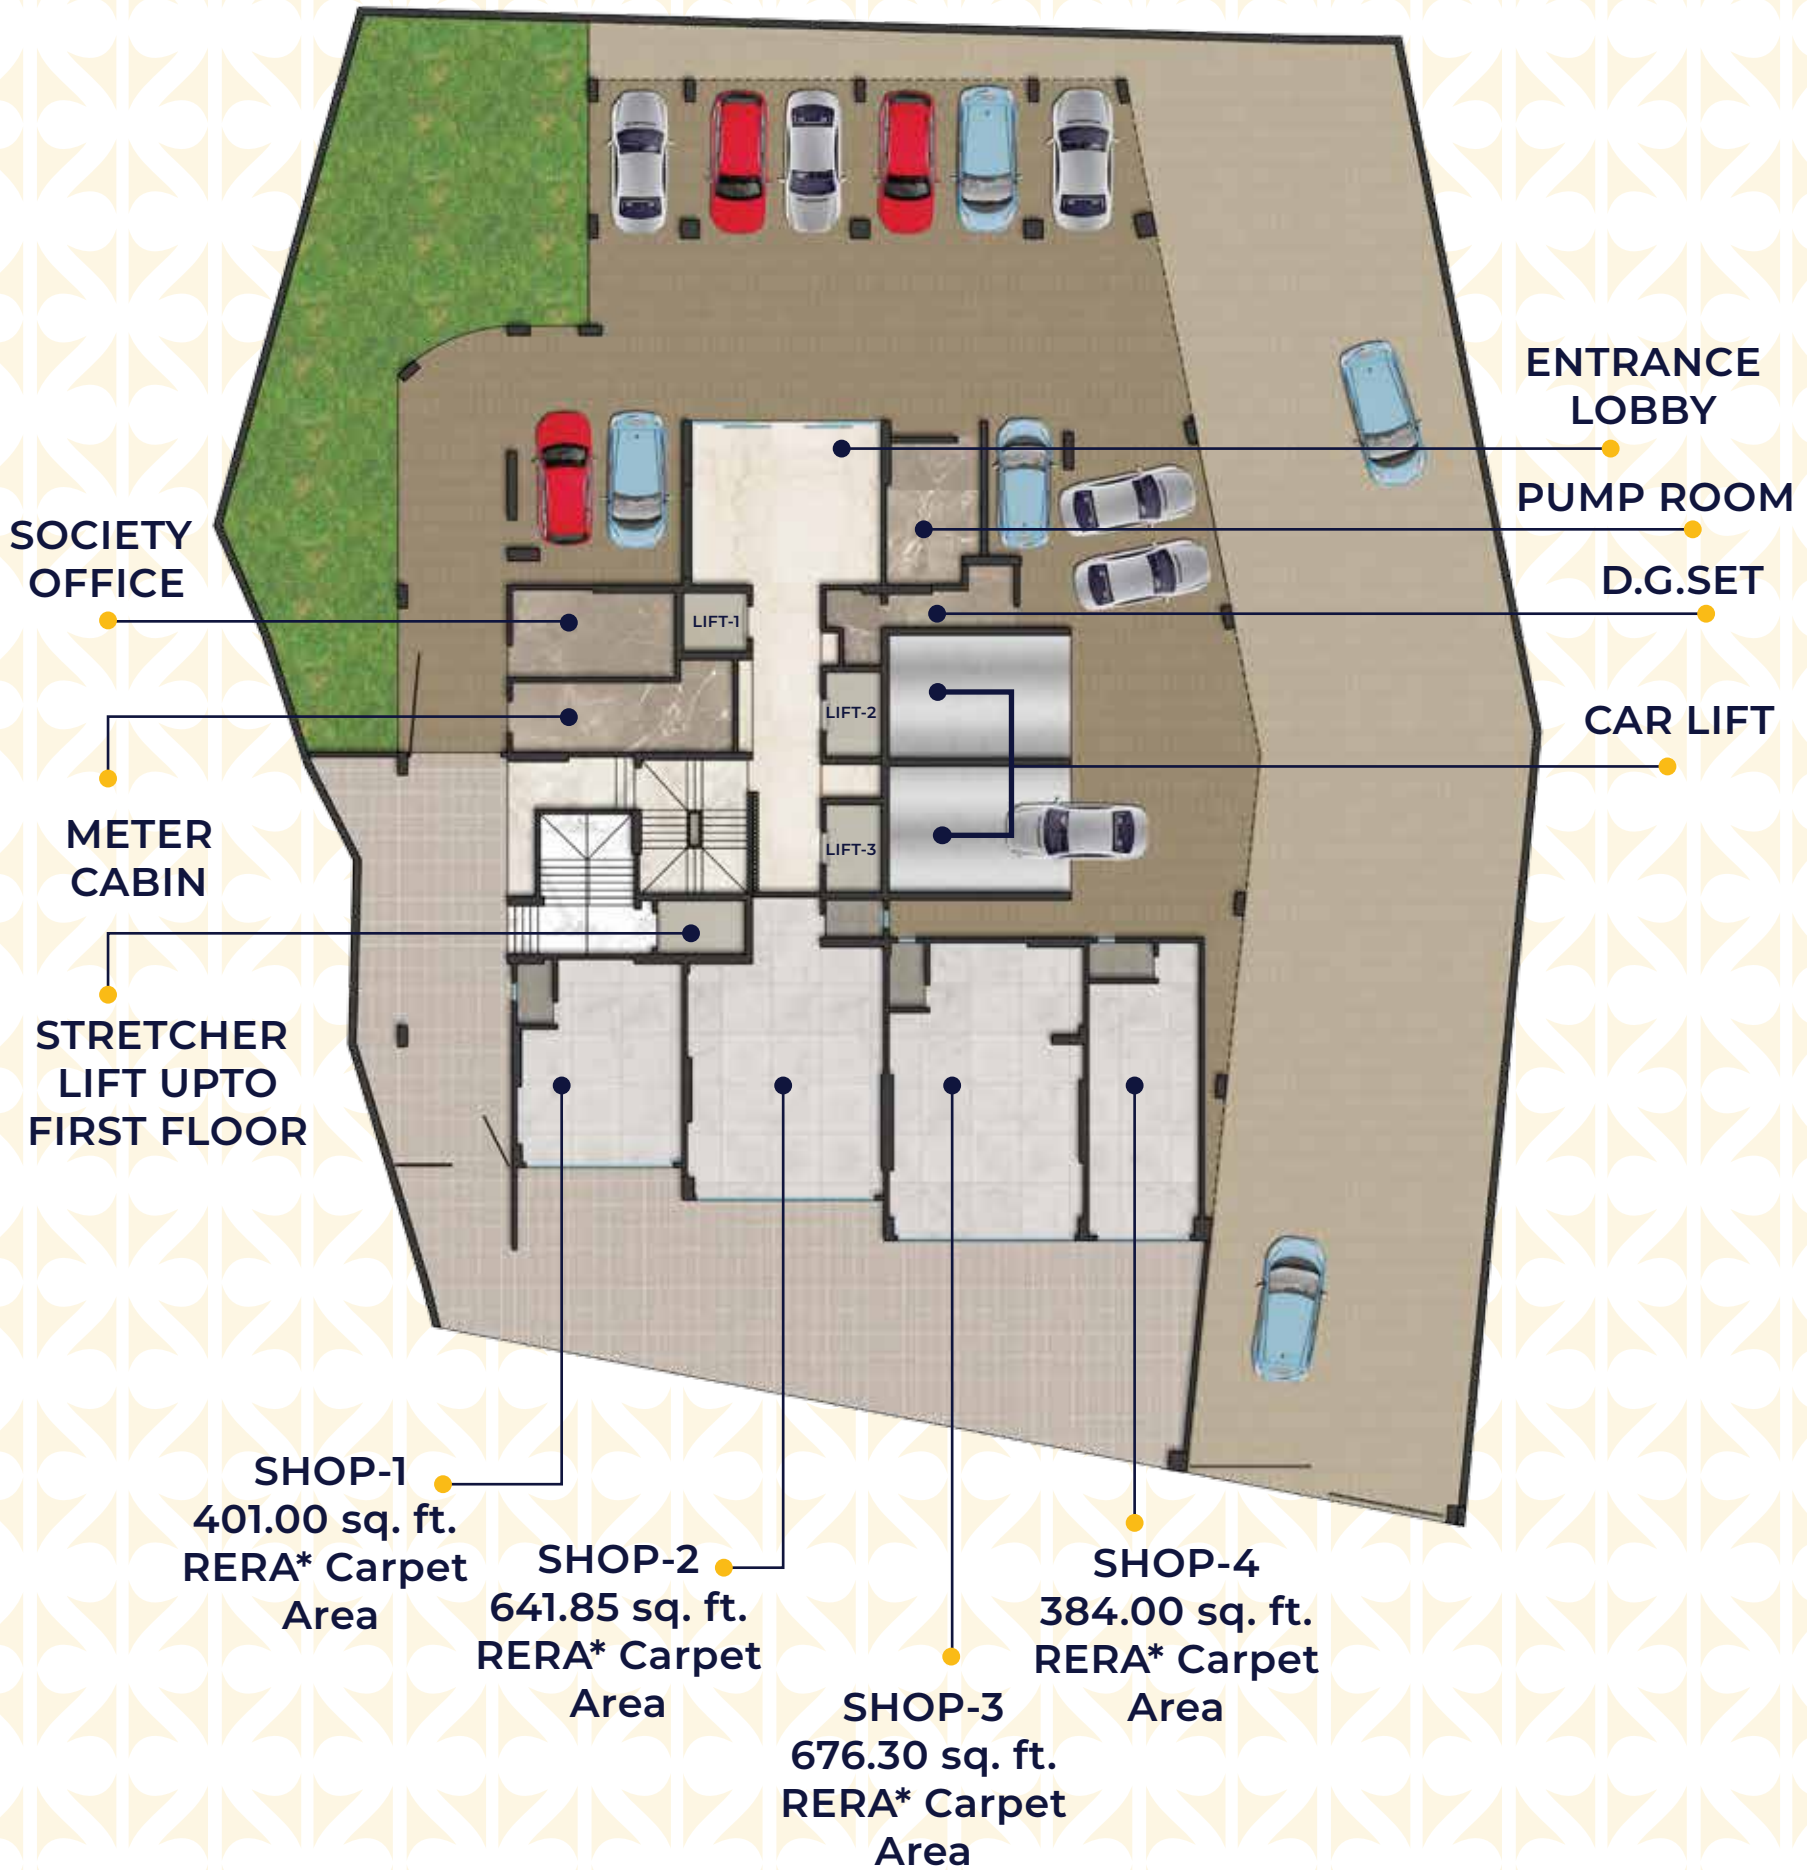 ENTRANCE
LOBBY
PUMP ROOM
D.G.SET
CAR LIFT
SOCIETY
OFFICE
METER
CABIN
STRETCHER
LIFT UPTO
FIRST FLOOR
LIFT-1
LIFT-2
LIFT-3
SHOP-1
401.00 sq. ft.
RERA* Carpet
Area
SHOP-2
641.85 sq. ft.
RERA* Carpet
Area
SHOP-3
676.30 sq. ft.
RERA* Carpet
Area
SHOP-4
384.00 sq. ft.
RERA* Carpet
Area